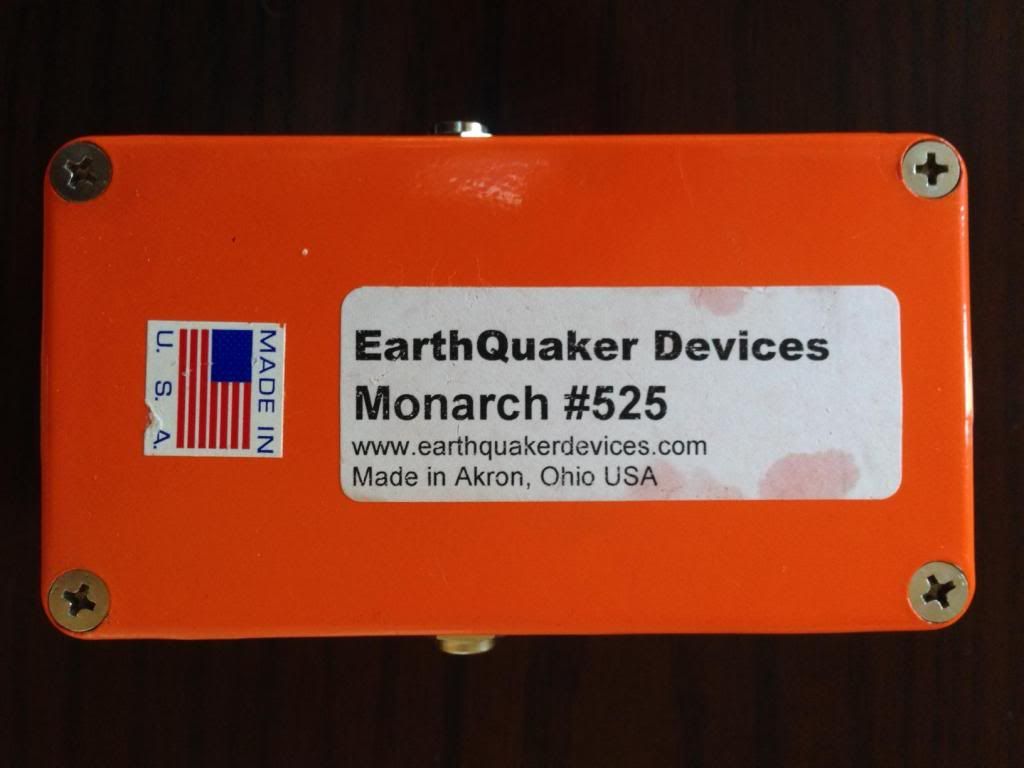 MADE IN
U. S. A.
EarthQuaker Devices
Monarch #525
www.earthquakerdevices.com
Made in Akron, Ohio USA